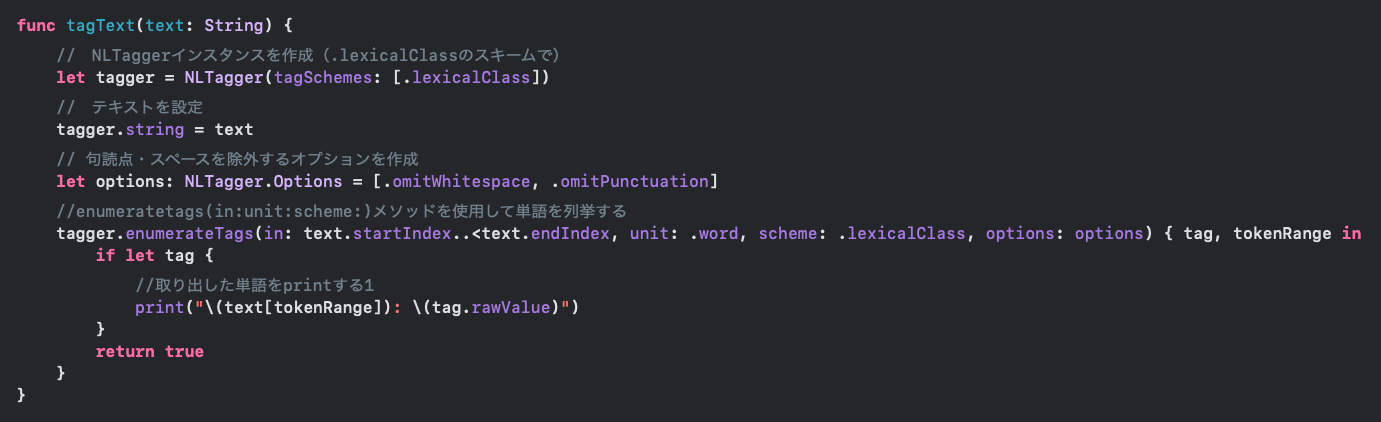 func tagText(text: String) {
    //　NLTaggerインスタンスを作成（.lexicalClassのスキームで）
    let tagger = NLTagger(tagSchemes: [.lexicalClass])
    //　テキストを設定
    tagger.string = text
    // 句読点・スペースを除外するオプションを作成
    let options: NLTagger.Options = [.omitWhitespace, .omitPunctuation]
    //enumeratetags(in:unit:scheme:)メソッドを使用して単語を列挙する
    tagger.enumerateTags(in: text.startIndex..<text.endIndex, unit: .word, scheme: .lexicalClass, options: options) { tag, tokenRange in
        if let tag {
            //取り出した単語をprintする1
            print("\(text[tokenRange]): \(tag.rawValue)")
        }
        return true
    }
}